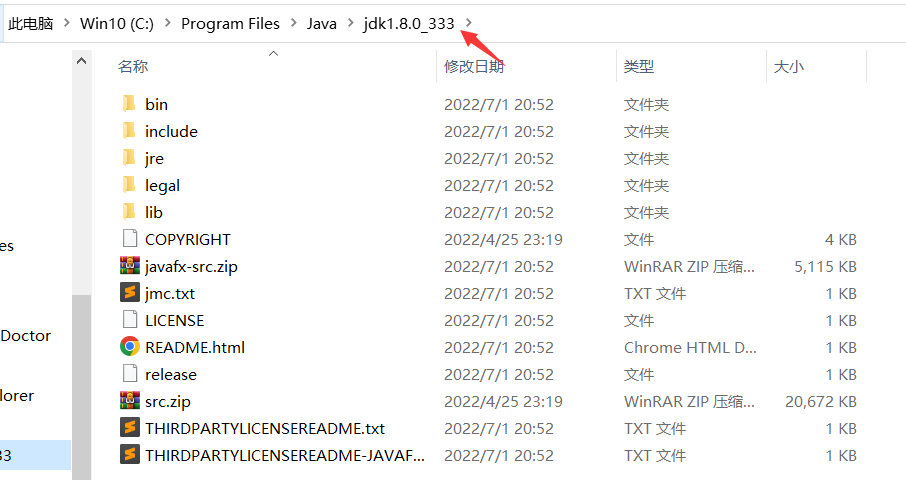 此电脑 > Win10 (C:) > Program Files > Java > jdk1.8.0_333 >
名称 修改日期 类型 大小
bin 2022/7/1 20:52 文件夹
include 2022/7/1 20:52 文件夹
jre 2022/7/1 20:52 文件夹
legal 2022/7/1 20:52 文件夹
lib 2022/7/1 20:52 文件夹
es COPYRIGHT 2022/4/25 23:19 文件 4 KB
javafx-src.zip 2022/7/1 20:52 WinRAR ZIP 压缩... 5,115 KB
jmc.txt 2022/7/1 20:52 TXT 文件 1 KB
LICENSE 2022/7/1 20:52 文件 1 KB
Doctor README.html 2022/7/1 20:52 Chrome HTML D... 1 KB
release 2022/7/1 20:52 文件 1 KB
lorer src.zip 2022/4/25 23:19 WinRAR ZIP 压缩... 20,672 KB
THIRDPARTYLICENSEREADME.txt 2022/7/1 20:52 TXT 文件 1 KB
33 THIRDPARTYLICENSEREADME-JAVAF... 2022/7/1 20:52 TXT 文件 1 KB